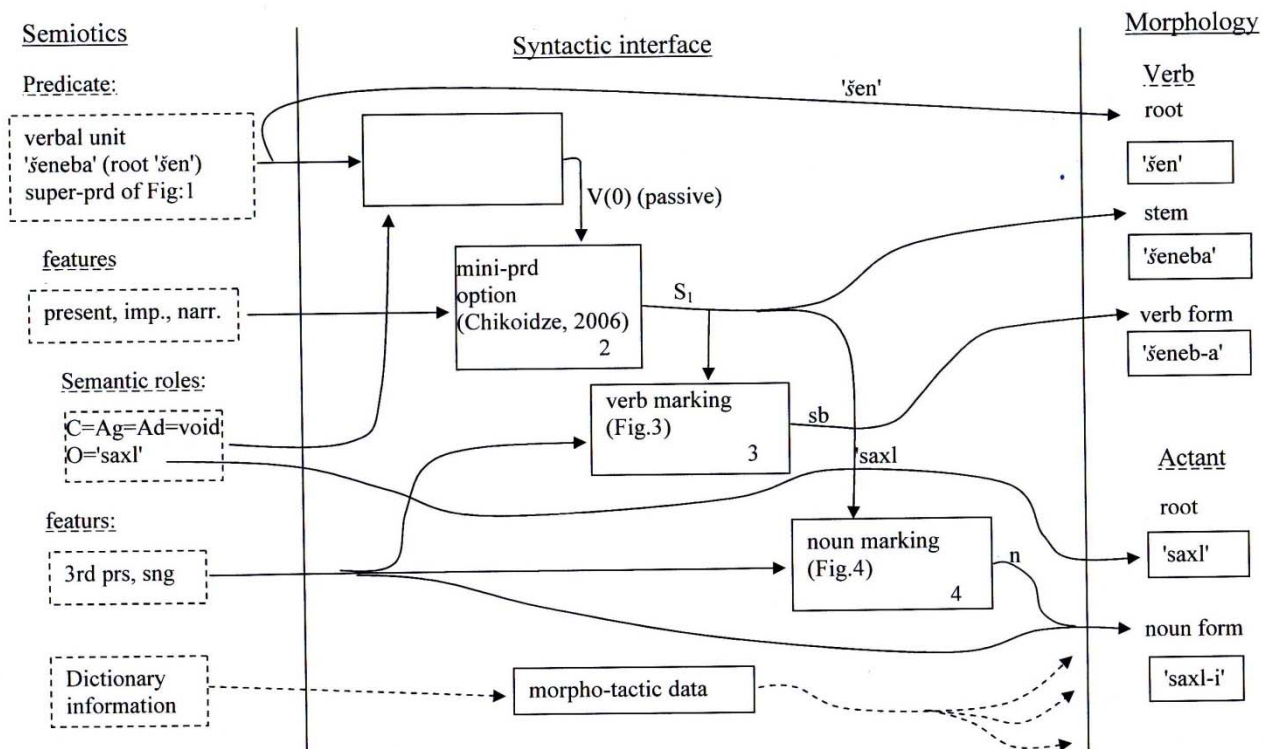 Semiotics
Syntactic interface
Morphology
Predicate:
verbal unit
'šeneba' (root 'šen')
super-prd of Fig:1
'šen'
V(0) (passive)
Verb
root
'šen'
stem
'šeneba'
verb form
'šeneb-a'
features
present, imp., narr.
mini-prd
option
(Chikoidze, 2006)
2
S1
Semantic roles:
C=Ag=Ad=void
O='saxl'
verb marking
(Fig.3)
3
sb
'saxl
Actant
root
'saxl'
featurs:
3rd prs, sng
noun marking
(Fig.4)
4
n
noun form
'saxl-i'
Dictionary
information
morpho-tactic data